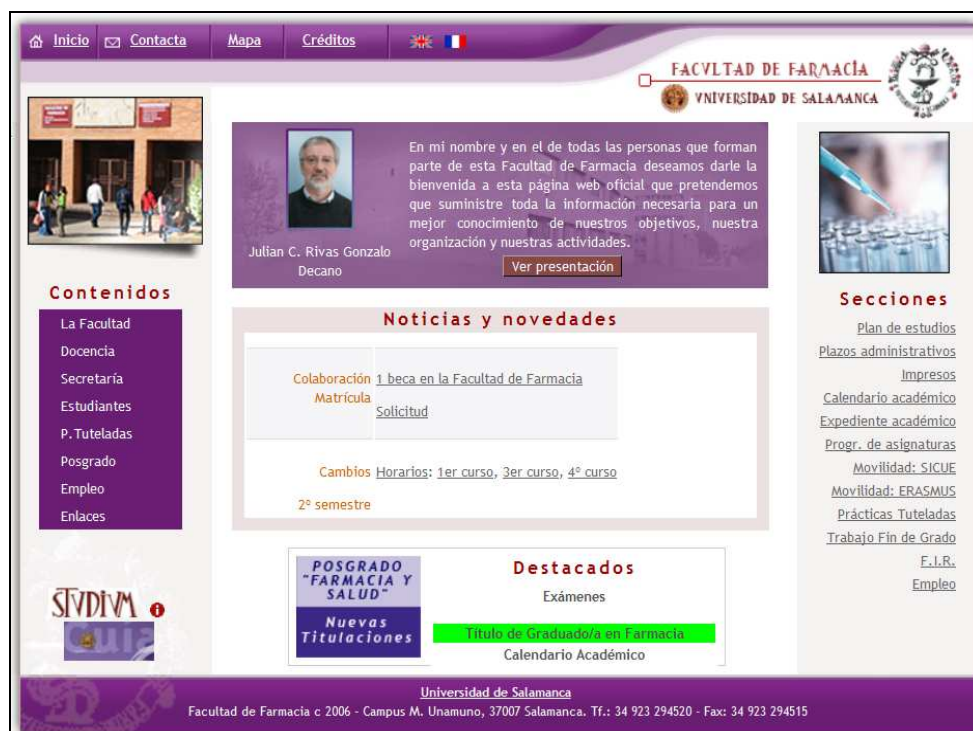 Inicio Contacta Mapa Créditos
FACVLTAD DE FARMACÍA
VNIVERSIDAD DE SALAMANCA
En mi nombre y en el de todas las personas que forman
parte de esta Facultad de Farmacia deseamos darle la
bienvenida a esta página web oficial que pretendemos
que suministre toda la información necesaria para un
mejor conocimiento de nuestros objetivos, nuestra
organización y nuestras actividades.
Julian C. Rivas Gonzalo
Decano
Ver presentación
Contenidos
La Facultad
Docencia
Secretaría
Estudiantes
P.Tuteladas
Posgrado
Empleo
Enlaces
STVDIVM
Guia
Noticias y novedades
Colaboración 1 beca en la Facultad de Farmacia
Matrícula
Solicitud
Cambios Horarios: 1er curso, 3er curso, 4º curso
2º semestre
POSGRADO
"FARMACIA Y
SALUD"
Nuevas
Titulaciones
Destacados
Exámenes
Título de Graduado/a en Farmacia
Calendario Académico
Secciones
Plan de estudios
Plazos administrativos
Impresos
Calendario académico
Expediente académico
Progr. de asignaturas
Movilidad: SICUE
Movilidad: ERASMUS
Prácticas Tuteladas
Trabajo Fin de Grado
F.I.R.
Empleo
Universidad de Salamanca
Facultad de Farmacia c 2006 - Campus M. Unamuno, 37007 Salamanca. Tf.: 34 923 294520 - Fax: 34 923 294515